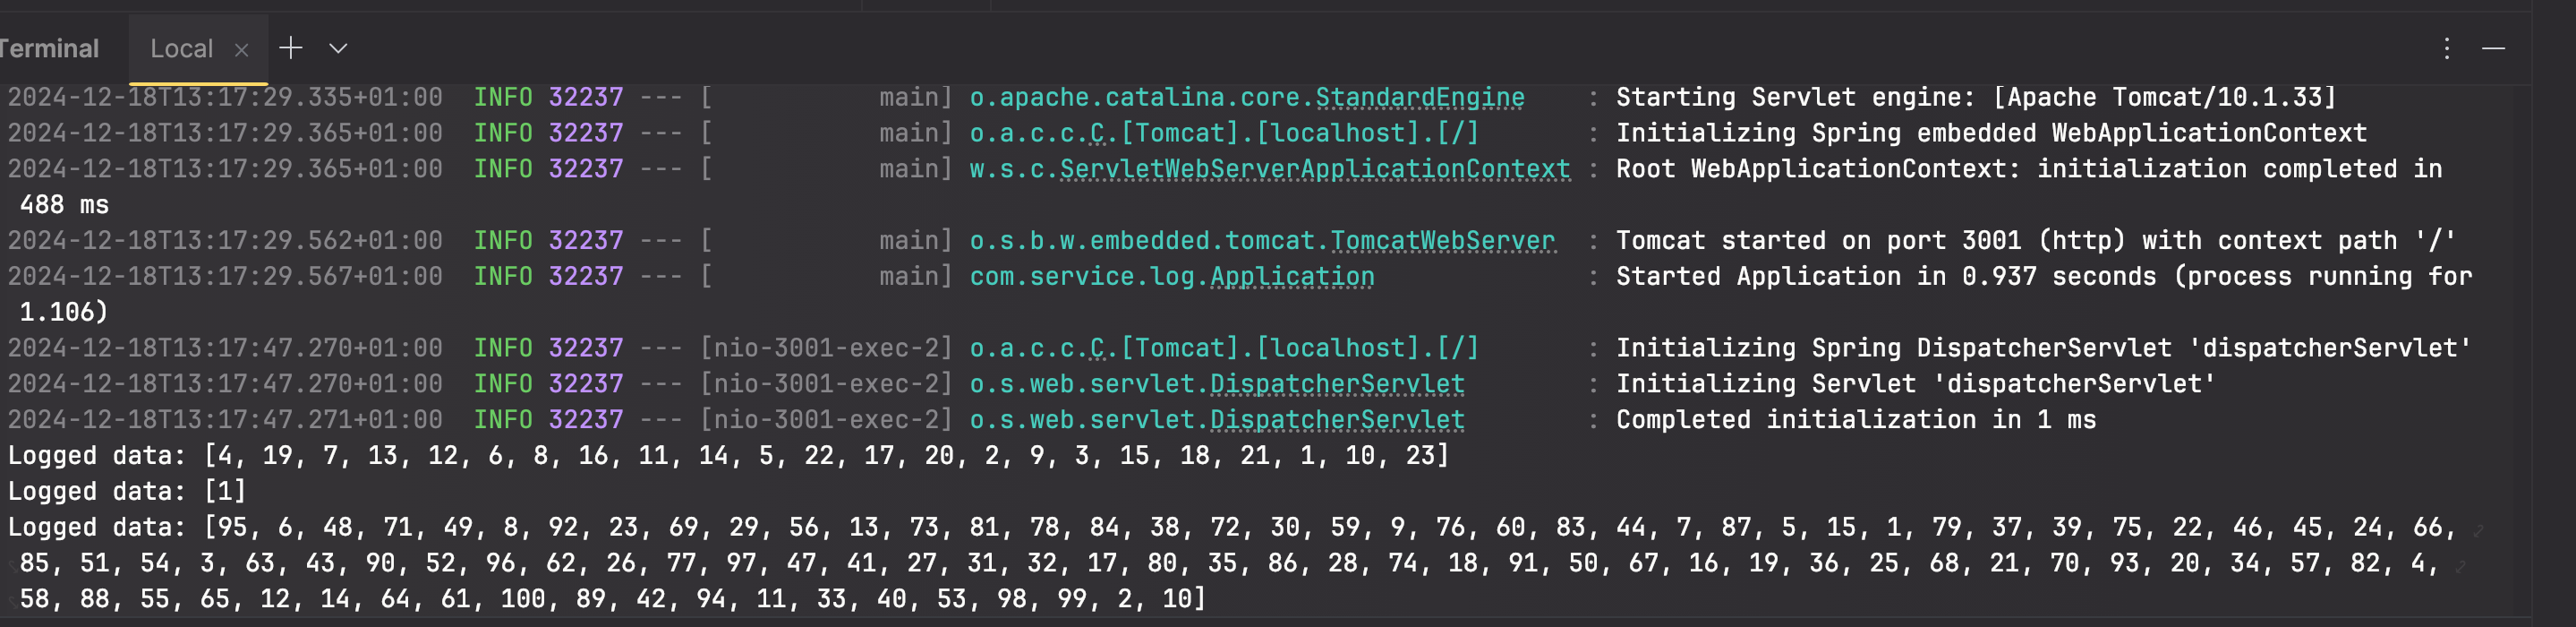 Terminal Local
2024-12-18T13:17:29.335+01:00  INFO 32237 --- [           main] o.apache.catalina.core.StandardEngine    : Starting Servlet engine: [Apache Tomcat/10.1.33]
2024-12-18T13:17:29.365+01:00  INFO 32237 --- [           main] o.a.c.c.C.[Tomcat].[localhost].[/]       : Initializing Spring embedded WebApplicationContext
2024-12-18T13:17:29.365+01:00  INFO 32237 --- [           main] w.s.c.ServletWebServerApplicationContext : Root WebApplicationContext: initialization completed in
488 ms
2024-12-18T13:17:29.562+01:00  INFO 32237 --- [           main] o.s.b.w.embedded.tomcat.TomcatWebServer  : Tomcat started on port 3001 (http) with context path '/'
2024-12-18T13:17:29.567+01:00  INFO 32237 --- [           main] com.service.log.Application              : Started Application in 0.937 seconds (process running for
1.106)
2024-12-18T13:17:47.270+01:00  INFO 32237 --- [nio-3001-exec-2] o.a.c.c.C.[Tomcat].[localhost].[/]       : Initializing Spring DispatcherServlet 'dispatcherServlet'
2024-12-18T13:17:47.270+01:00  INFO 32237 --- [nio-3001-exec-2] o.s.web.servlet.DispatcherServlet        : Initializing Servlet 'dispatcherServlet'
2024-12-18T13:17:47.271+01:00  INFO 32237 --- [nio-3001-exec-2] o.s.web.servlet.DispatcherServlet        : Completed initialization in 1 ms
Logged data: [4, 19, 7, 13, 12, 6, 8, 16, 11, 14, 5, 22, 17, 20, 2, 9, 3, 15, 18, 21, 1, 10, 23]
Logged data: [1]
Logged data: [95, 6, 48, 71, 49, 8, 92, 23, 69, 29, 56, 13, 73, 81, 78, 84, 38, 72, 30, 59, 9, 76, 60, 83, 44, 7, 87, 5, 15, 1, 79, 37, 39, 75, 22, 46, 45, 24, 66,
85, 51, 54, 3, 63, 43, 90, 52, 96, 62, 26, 77, 97, 47, 41, 27, 31, 32, 17, 80, 35, 86, 28, 74, 18, 91, 50, 67, 16, 19, 36, 25, 68, 21, 70, 93, 20, 34, 57, 82, 4,
58, 88, 55, 65, 12, 14, 64, 61, 100, 89, 42, 94, 11, 33, 40, 53, 98, 99, 2, 10]